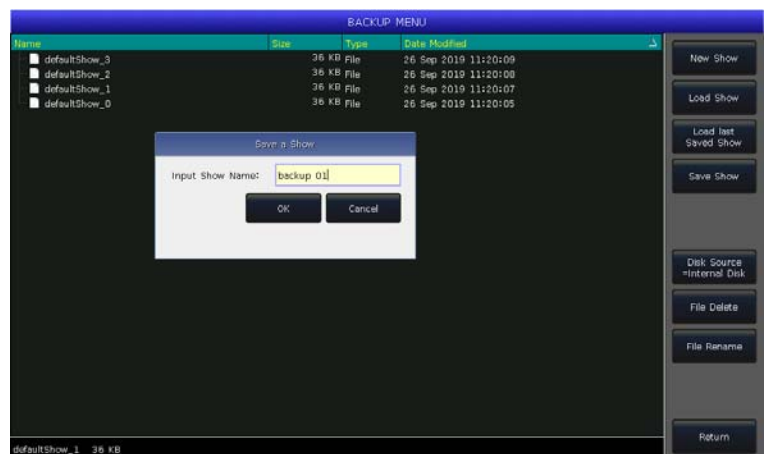 BACKUP MENU
Name Size Type Date Modified
defaultShow_3 36 KB File 26 Sep 2019 11:20:09
defaultShow_2 36 KB File 26 Sep 2019 11:20:08
defaultShow_1 36 KB File 26 Sep 2019 11:20:07
defaultShow_0 36 KB File 26 Sep 2019 11:20:05
Save a Show
Input Show Name: backup 01
OK Cancel
New Show
Load Show
Load last
Saved Show
Save Show
Disk Source
=Internal Disk
File Delete
File Rename
Return
defaultShow_1 36 KB